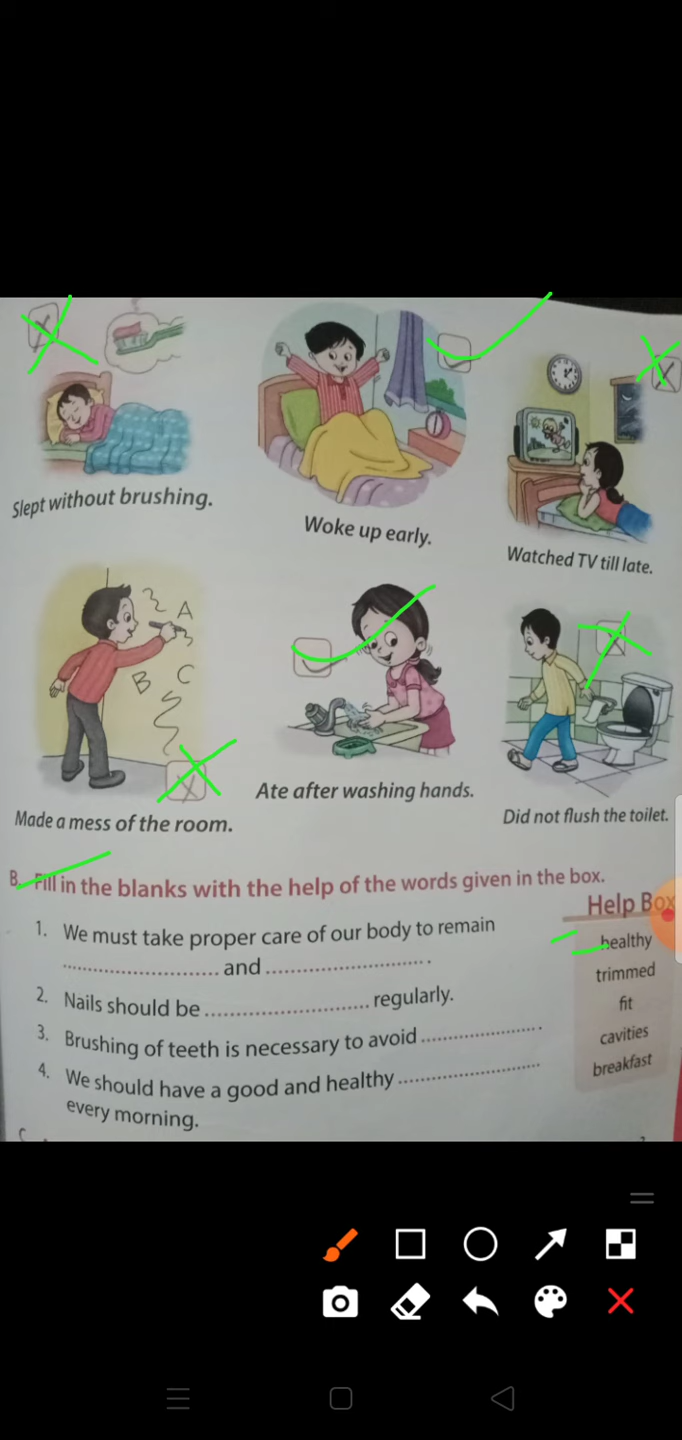 Slept without brushing.
Woke up early.
Watched TV till late.
A
B
C
Made a mess of the room.
Ate after washing hands.
Did not flush the toilet.
B. Fill in the blanks with the help of the words given in the box.
1. We must take proper care of our body to remain
........................ and ........................ .
2. Nails should be ........................ regularly.
3. Brushing of teeth is necessary to avoid ........................ .
4. We should have a good and healthy ........................
every morning.
Help Box
healthy
trimmed
fit
cavities
breakfast